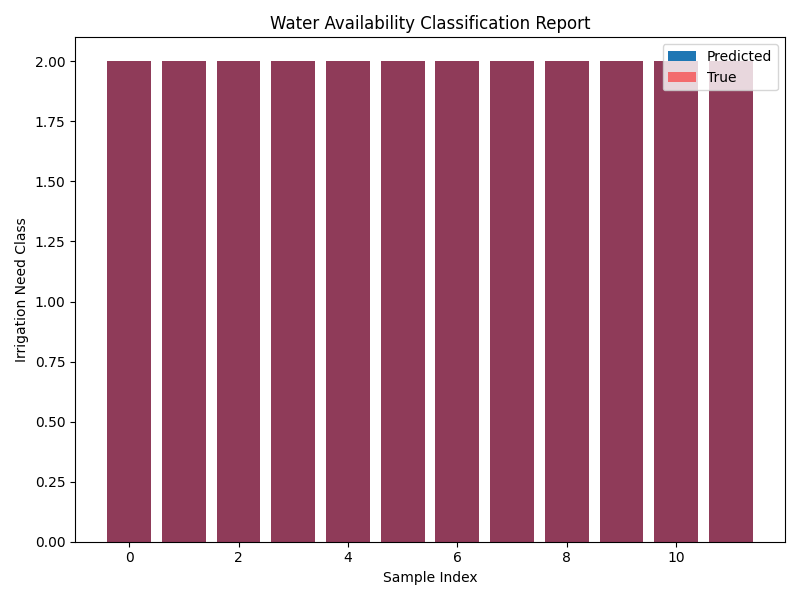 Water Availability Classification Report
Predicted
True
2.00
1.75
1.50
1.25
1.00
0.75
0.50
0.25
0.00
Irrigation Need Class
0 2 4 6 8 10
Sample Index